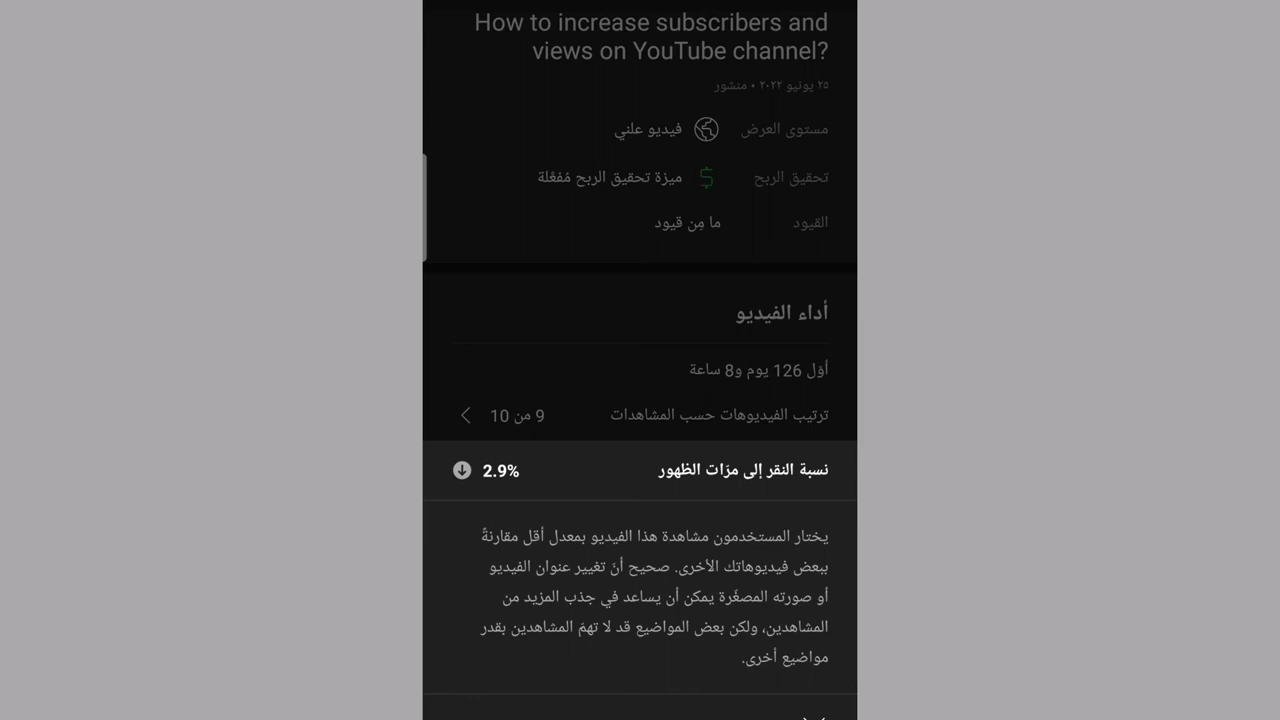 How to increase subscribers and
views on YouTube channel?
٢٥ يونيو ٢٠٢٢ • منشور
مستوى العرض فيديو علني
تحقيق الربح ميزة تحقيق الربح مُفعَّلة
القيود ما مِن قيود
أداء الفيديو
أوّل 126 يوم و8 ساعة
ترتيب الفيديوهات حسب المشاهدات 9 من 10
نسبة النقر إلى مرّات الظهور 2.9%
يختار المستخدمون مشاهدة هذا الفيديو بمعدل أقل مقارنةً
ببعض فيديوهاتك الأخرى. صحيح أنّ تغيير عنوان الفيديو
أو صورته المصغّرة يمكن أن يساعد في جذب المزيد من
المشاهدين، ولكن بعض المواضيع قد لا تهمّ المشاهدين بقدر
مواضيع أخرى.